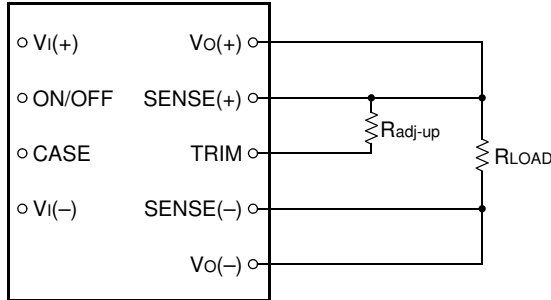 VI(+) VO(+)
ON/OFF SENSE(+)
Radj-up
CASE TRIM
RLOAD
VI(–) SENSE(–)
VO(–)